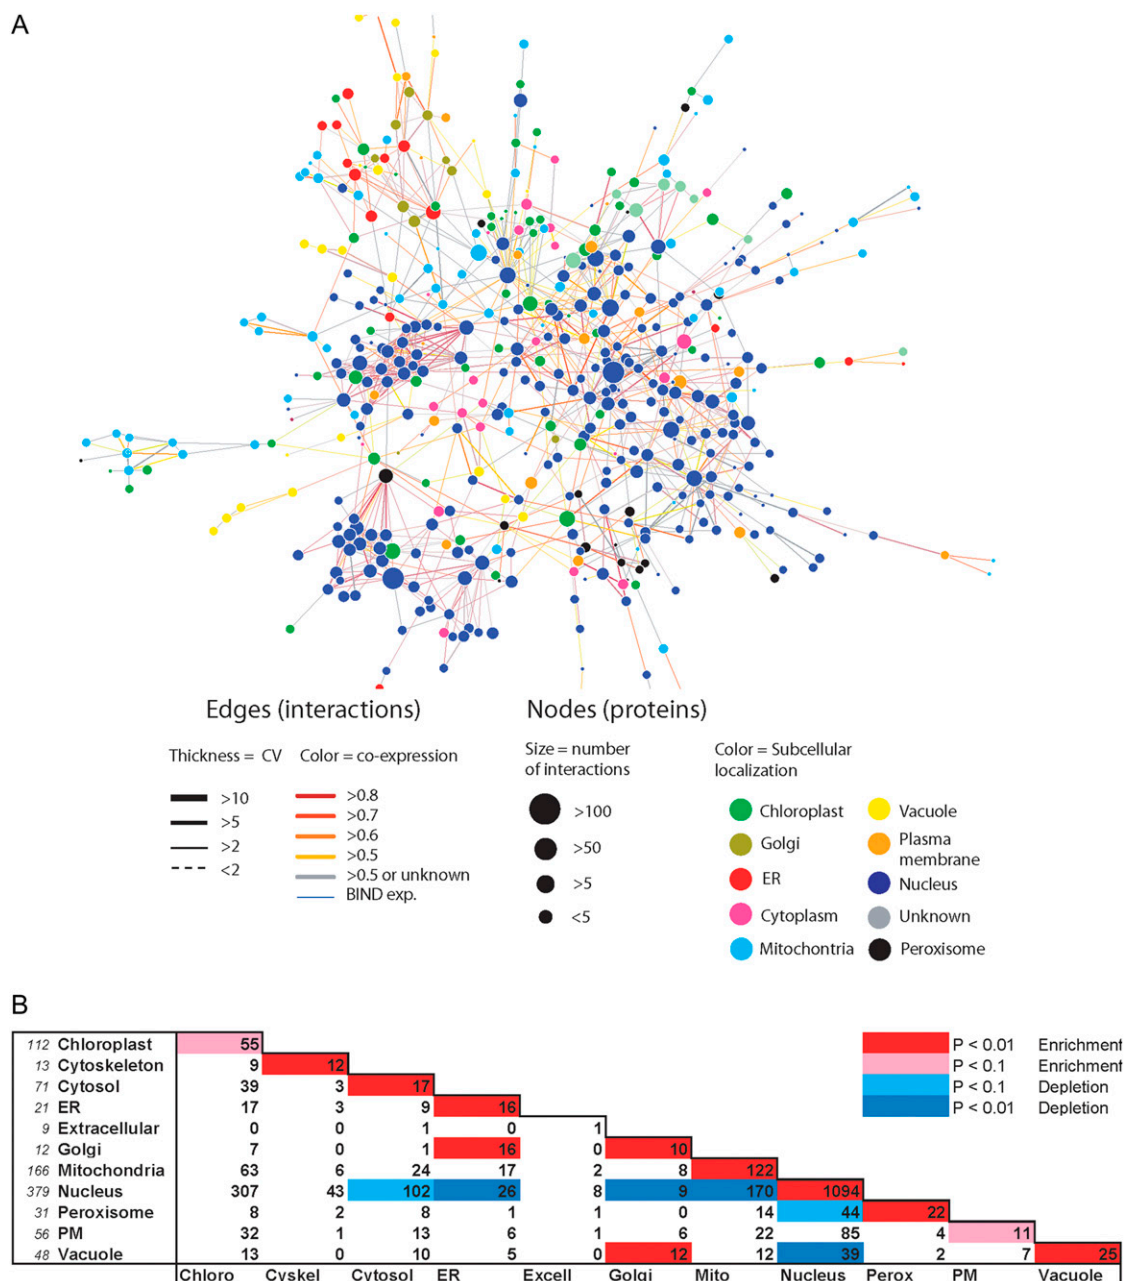 A
Edges (interactions)
Nodes (proteins)
Thickness = CV
Color = co-expression
>10
>5
>2
<2
>0.8
>0.7
>0.6
>0.5
>0.5 or unknown
BIND exp.
Size = number
of interactions
>100
>50
>5
<5
Color = Subcellular
localization
Chloroplast
Golgi
ER
Cytoplasm
Mitochontria
Vacuole
Plasma
membrane
Nucleus
Unknown
Peroxisome
B
112 Chloroplast 55
13 Cytoskeleton 9 12
71 Cytosol 39 3 17
21 ER 17 3 9 16
9 Extracellular 0 0 1 0 1
12 Golgi 7 0 1 16 0 10
166 Mitochondria 63 6 24 17 2 8 122
379 Nucleus 307 43 102 26 8 9 170 1094
31 Peroxisome 8 2 8 1 1 0 14 44 22
56 PM 32 1 13 6 1 6 22 85 4 11
48 Vacuole 13 0 10 5 0 12 12 39 2 7 25
Chloro Cyskel Cytosol ER Excell Golgi Mito Nucleus Perox PM Vacuole
P < 0.01 Enrichment
P < 0.1 Enrichment
P < 0.1 Depletion
P < 0.01 Depletion